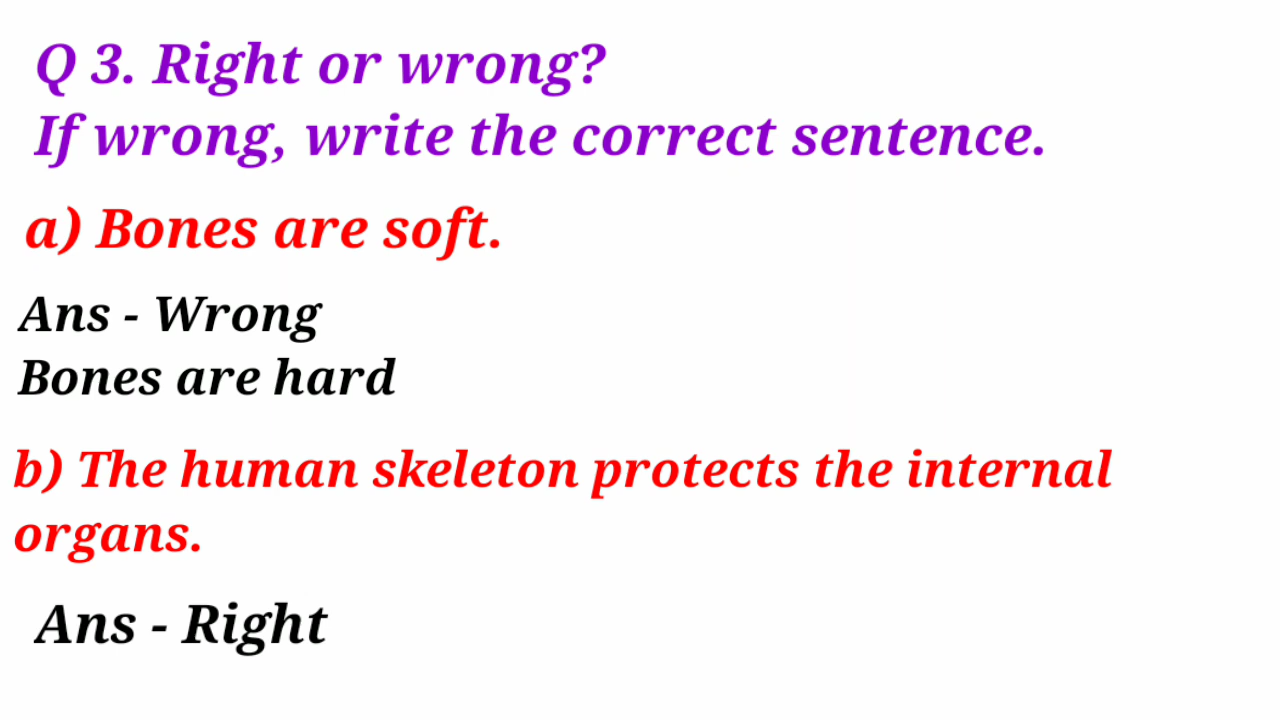 Q 3. Right or wrong?
If wrong, write the correct sentence.
a) Bones are soft.
Ans - Wrong
Bones are hard
b) The human skeleton protects the internal
organs.
Ans - Right